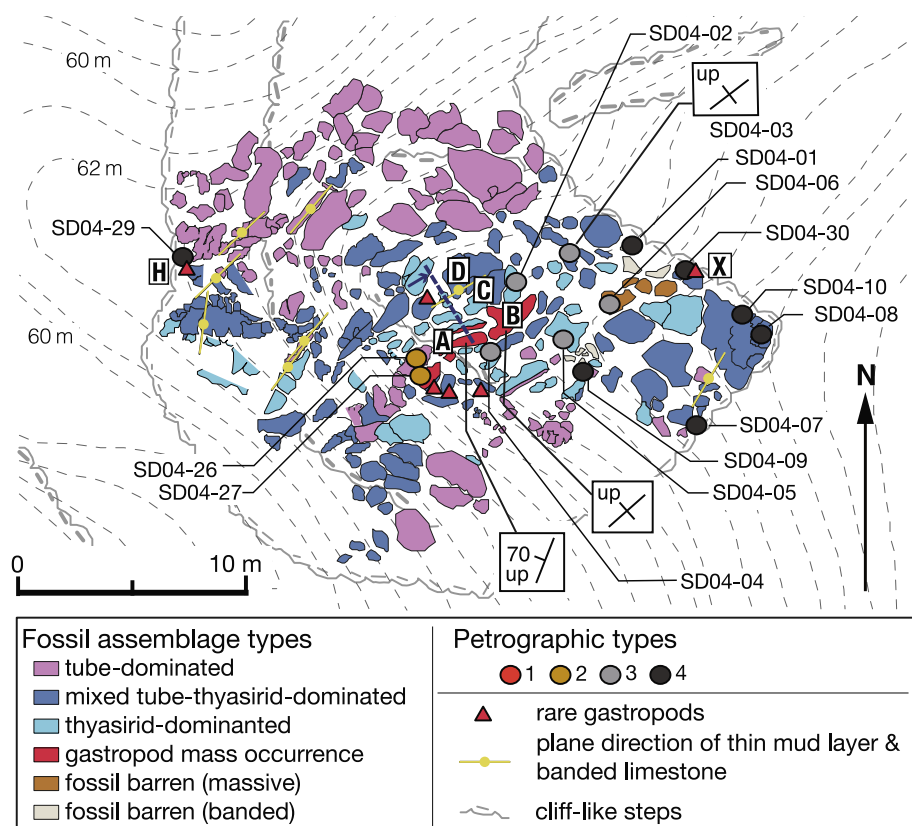 SD04-02
60 m
up
SD04-03
SD04-01
62 m
SD04-06
SD04-29
SD04-30
H
X
D
C
SD04-10
B
SD04-08
A
60 m
N
SD04-07
SD04-26
SD04-09
SD04-27
SD04-05
up
0
10 m
70
up
SD04-04
Fossil assemblage types
tube-dominated
mixed tube-thyasirid-dominated
thyasirid-dominanted
gastropod mass occurrence
fossil barren (massive)
fossil barren (banded)
Petrographic types
1 2 3 4
rare gastropods
plane direction of thin mud layer &
banded limestone
cliff-like steps